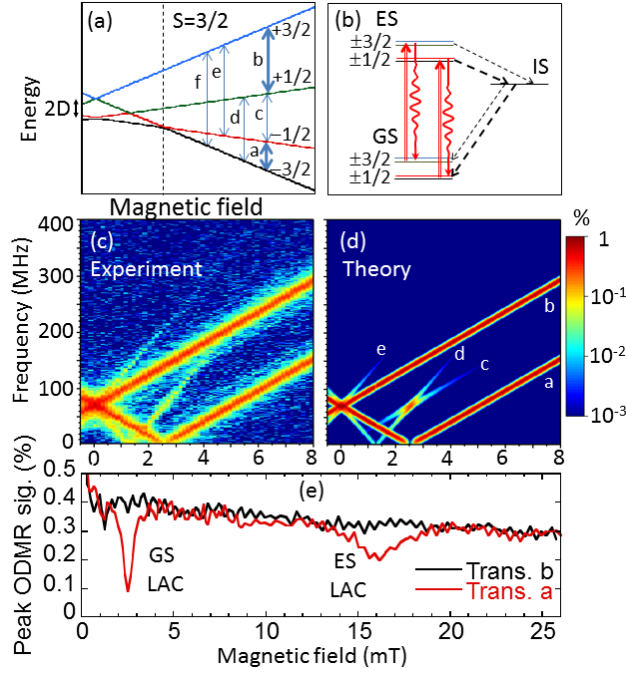 (a) S=3/2
+3/2
b
e
f
+1/2
d
c
−1/2
a
−3/2
Energy
2D
Magnetic field
(b) ES
±3/2
±1/2
IS
GS
±3/2
±1/2
(c)
Experiment
(d)
Theory
%
1
10⁻¹
10⁻²
10⁻³
e
d
c
b
a
Frequency (MHz)
400
300
200
100
0
0 2 4 6 8
0 2 4 6 8
Peak ODMR sig. (%)
0.5
0.4
0.3
0.2
0.1
0
(e)
GS
LAC
ES
LAC
Trans. b
Trans. a
0 5 10 15 20 25
Magnetic field (mT)